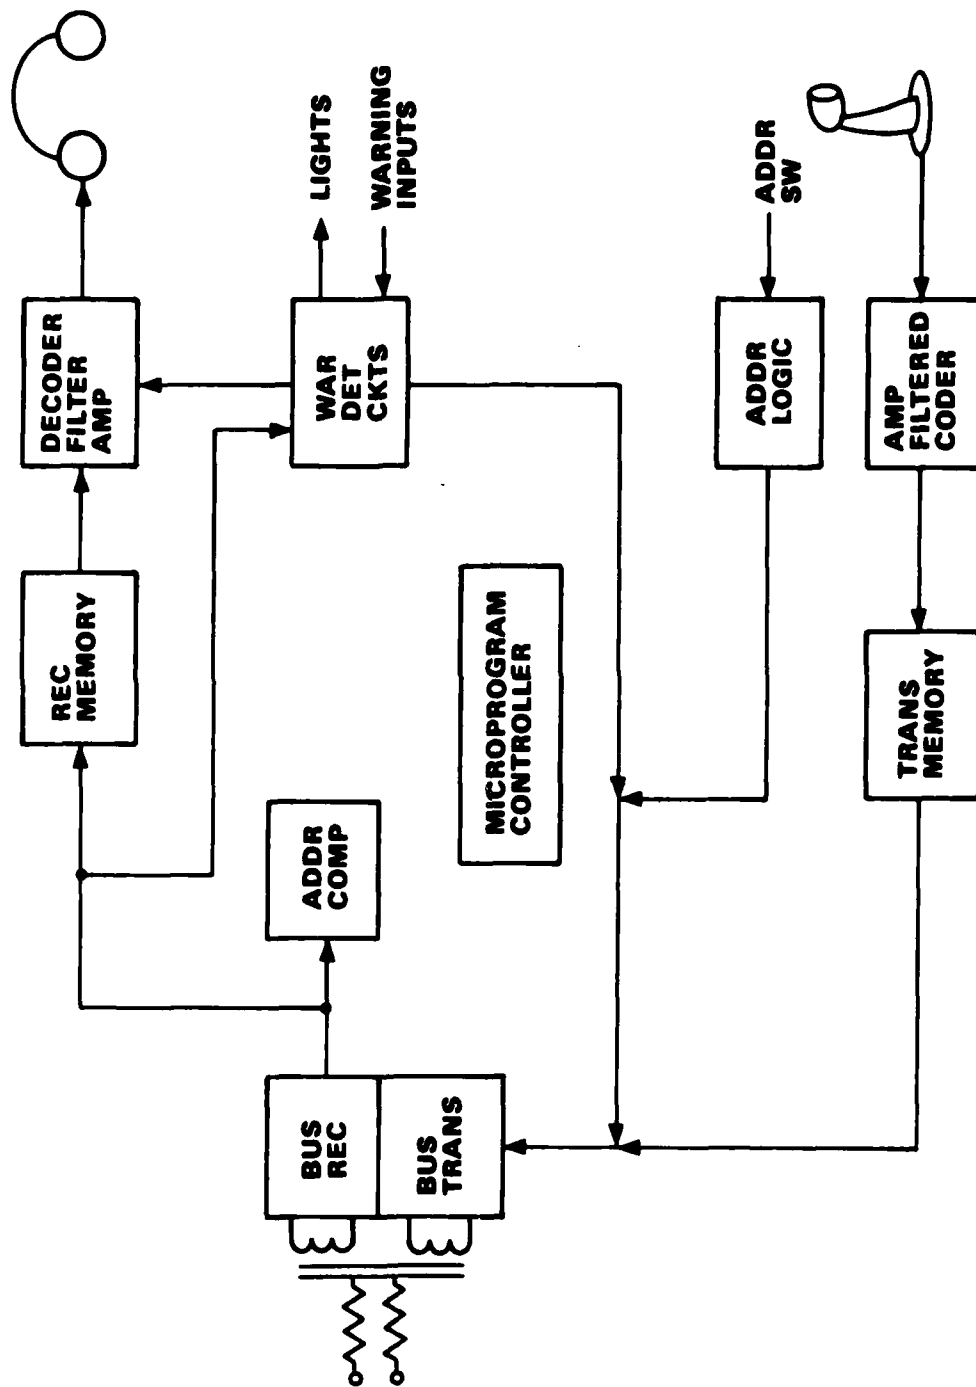 DECODER
FILTER
AMP
LIGHTS
WARNING
INPUTS
WAR
DET
CKTS
REC
MEMORY
ADDR
SW
ADDR
LOGIC
AMP
FILTERED
CODER
MICROPROGRAM
CONTROLLER
TRANS
MEMORY
ADDR
COMP
BUS
REC
BUS
TRANS